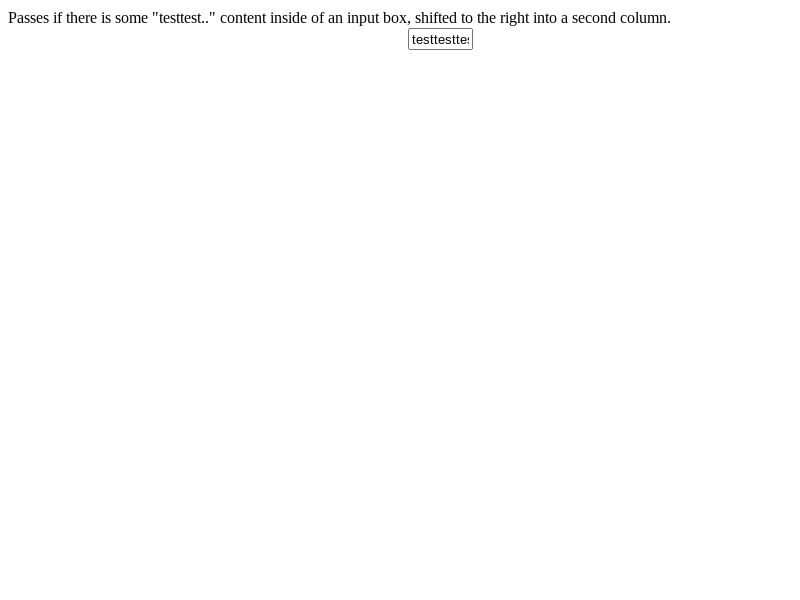 Passes if there is some "testtest.." content inside of an input box, shifted to the right into a second column.
testtesttes